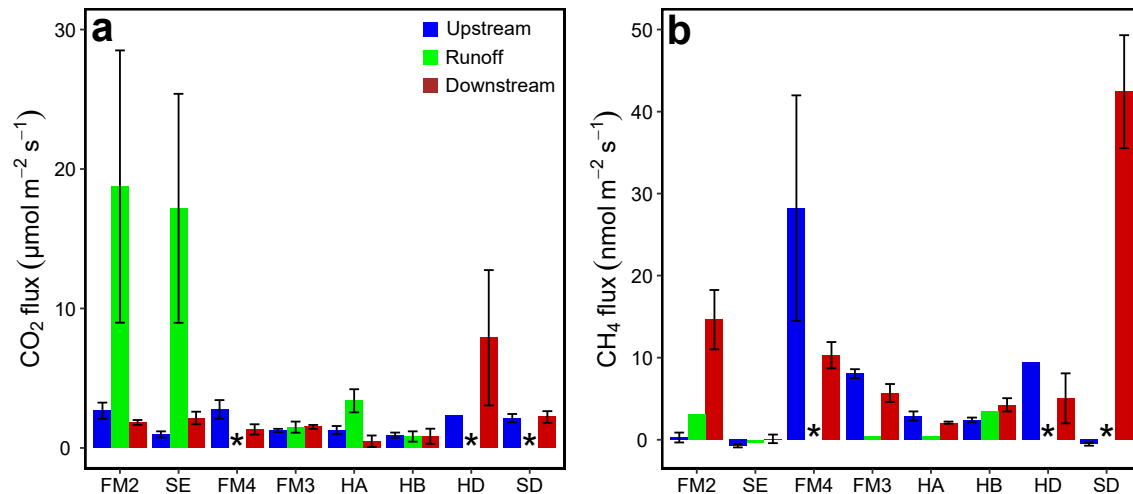 a
30
20
10
0
CO₂ flux (µmol m⁻² s⁻¹)
Upstream
Runoff
Downstream
*
*
*
FM2 SE FM4 FM3 HA HB HD SD
b
50
40
30
20
10
0
CH₄ flux (nmol m⁻² s⁻¹)
*
*
*
FM2 SE FM4 FM3 HA HB HD SD